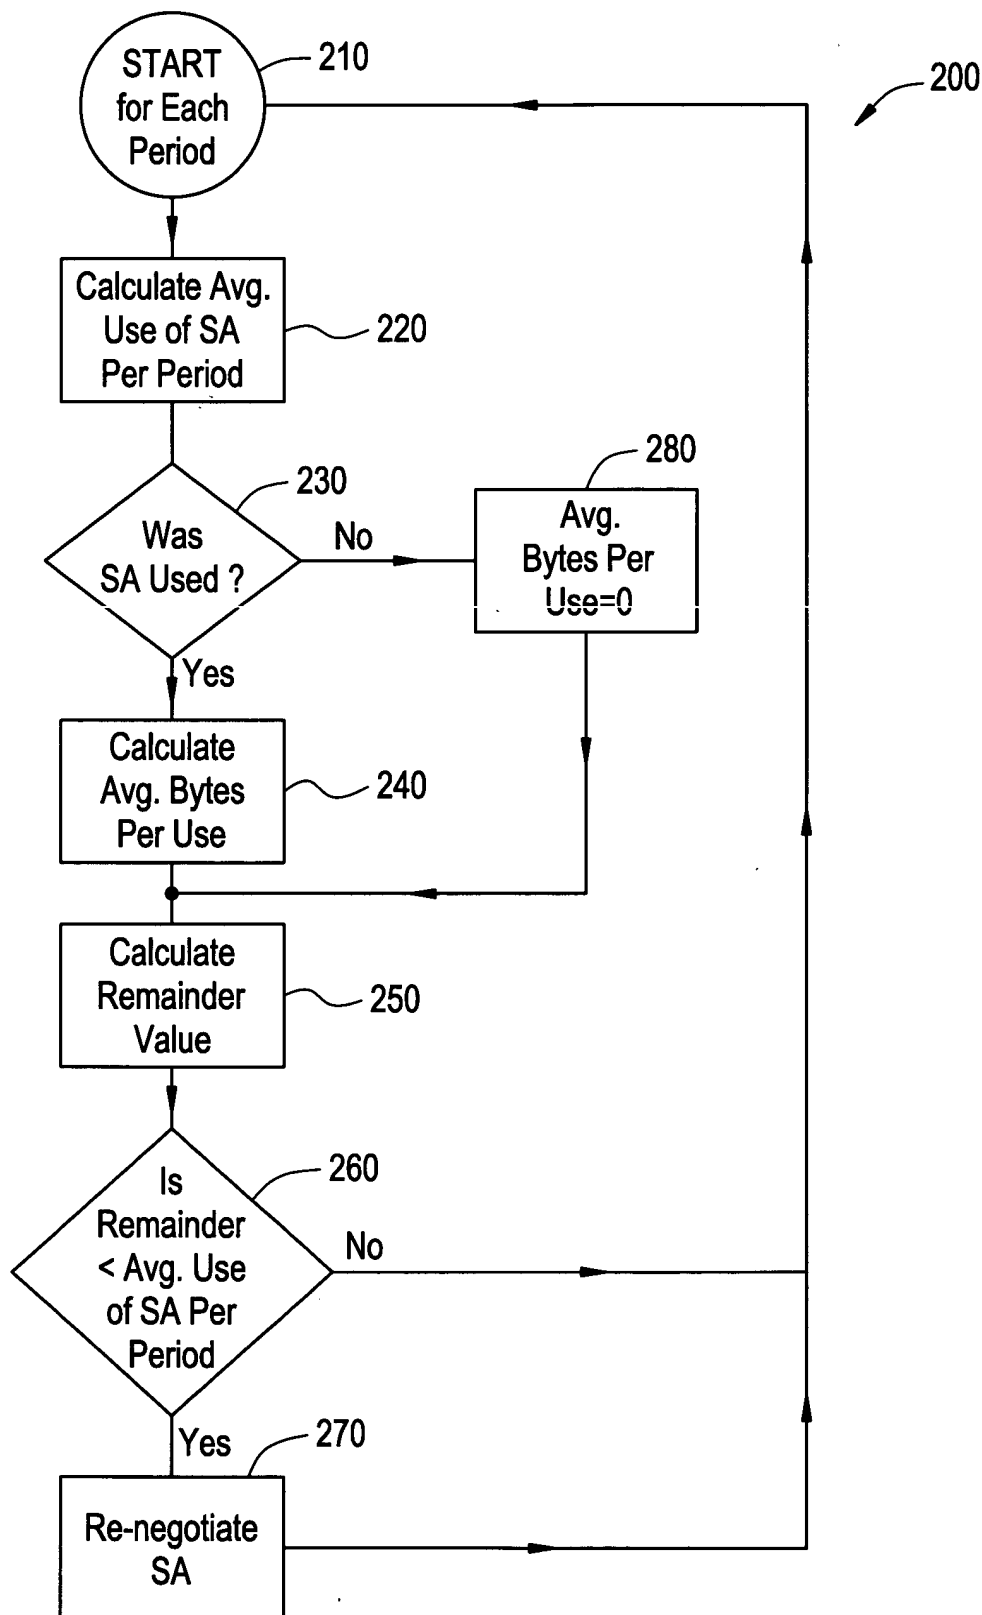 START
for Each
Period
210
200
Calculate Avg.
Use of SA
Per Period
220
Was
SA Used ?
230
No
Avg.
Bytes Per
Use=0
280
Yes
Calculate
Avg. Bytes
Per Use
240
Calculate
Remainder
Value
250
Is
Remainder
< Avg. Use
of SA Per
Period
260
No
Yes
270
Re-negotiate
SA